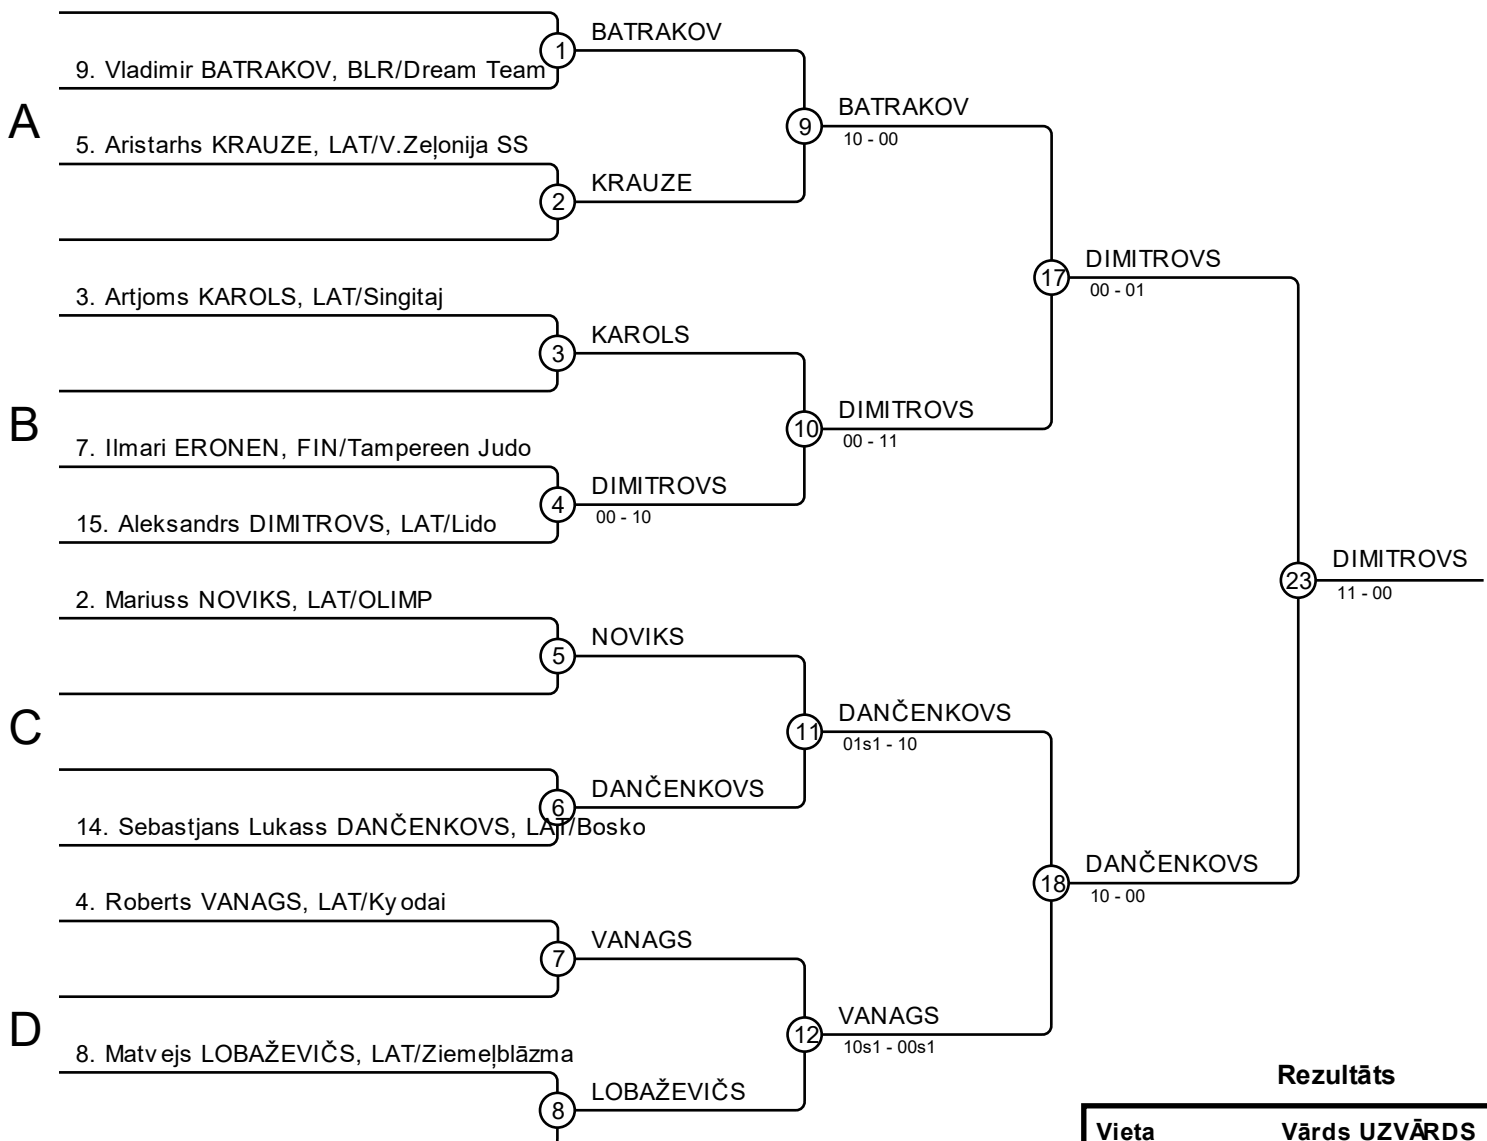 BATRAKOV
1
9. Vladimir BATRAKOV, BLR/Dream Team
A
BATRAKOV
9
10 - 00
5. Aristarhs KRAUZE, LAT/V.Zeļonija SS
KRAUZE
2
DIMITROVS
17
00 - 01
3. Artjoms KAROLS, LAT/Singitaj
KAROLS
3
B
DIMITROVS
10
00 - 11
7. Ilmari ERONEN, FIN/Tampereen Judo
DIMITROVS
4
00 - 10
15. Aleksandrs DIMITROVS, LAT/Lido
DIMITROVS
23
11 - 00
2. Mariuss NOVIKS, LAT/OLIMP
NOVIKS
5
C
DANČENKOVS
11
01s1 - 10
DANČENKOVS
6
14. Sebastjans Lukass DANČENKOVS, LAT/Bosko
DANČENKOVS
18
10 - 00
4. Roberts VANAGS, LAT/Kyodai
VANAGS
7
D
VANAGS
12
10s1 - 00s1
8. Matvejs LOBAŽEVIČS, LAT/Ziemeļblāzma
LOBAŽEVIČS
8
Rezultāts
Vieta Vārds UZVĀRDS